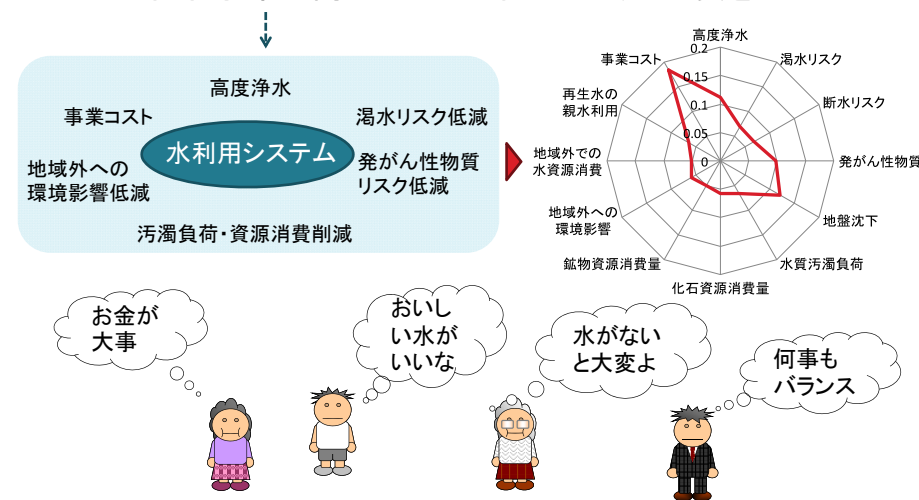 高度浄水
事業コスト
渇水リスク低減
水利用システム
地域外への
環境影響低減
発がん性物質
リスク低減
汚濁負荷・資源消費削減
高度浄水
0.2
渇水リスク
事業コスト
0.15
再生水の
親水利用
断水リスク
0.1
0.05
地域外での
水資源消費
0
発がん性物質
地域外への
環境影響
地盤沈下
鉱物資源消費量
水質汚濁負荷
化石資源消費量
お金が
大事
おいし
い水が
いいな
水がない
と大変よ
何事も
バランス